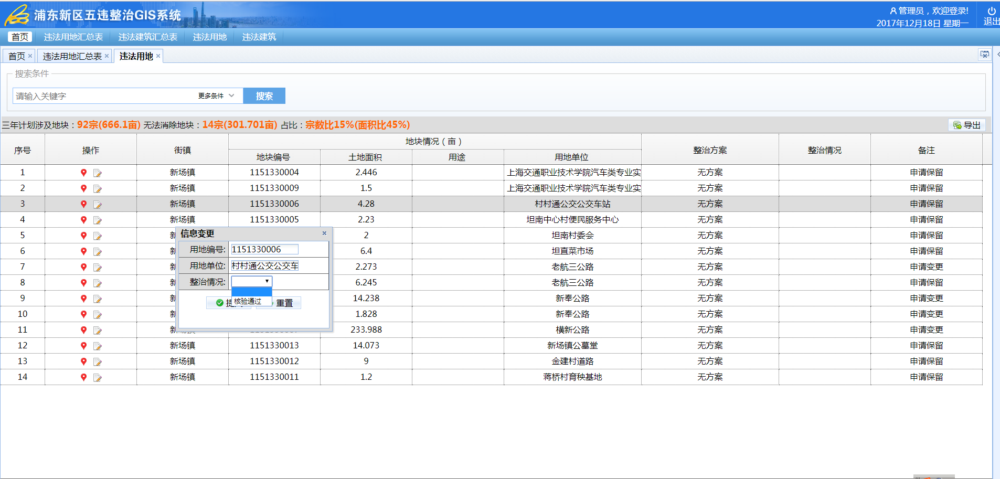 浦东新区五违整治GIS系统
管理员，欢迎登录!
2017年12月18日 星期一
退出
首页 违法用地汇总表 违法建筑汇总表 违法用地 违法建筑
首页 违法用地汇总表 违法用地
搜索条件
请输入关键字 更多条件 搜索
三年计划涉及地块：92宗(666.1亩) 无法消除地块：14宗(301.701亩) 占比：宗数比15%(面积比45%) 导出
序号 操作 街镇 地块情况（亩） 整治方案 整治情况 备注
地块编号 土地面积 用途 用地单位
1 新场镇 1151330004 2.446 上海交通职业技术学院汽车类专业实 无方案 申请保留
2 新场镇 1151330009 1.5 上海交通职业技术学院汽车类专业实 无方案 申请保留
3 新场镇 1151330006 4.28 村村通公交公交车站 无方案 申请保留
4 新场镇 1151330005 2.23 坦南中心村便民服务中心 无方案 申请保留
5 2 坦南村委会 无方案 申请保留
6 6.4 坦直菜市场 无方案 申请保留
7 2.273 老航三公路 无方案 申请变更
8 6.245 老航三公路 无方案 申请保留
9 14.238 新奉公路 无方案 申请变更
10 1.828 新奉公路 无方案 申请变更
11 233.988 横新公路 无方案 申请变更
12 新场镇 1151330013 14.073 新场镇公墓堂 无方案 申请保留
13 新场镇 1151330012 9 金建村道路 无方案 申请保留
14 新场镇 1151330011 1.2 蒋桥村育秧基地 无方案 申请保留
信息变更
用地编号: 1151330006
用地单位: 村村通公交公交车
整治情况:
核验通过
重置